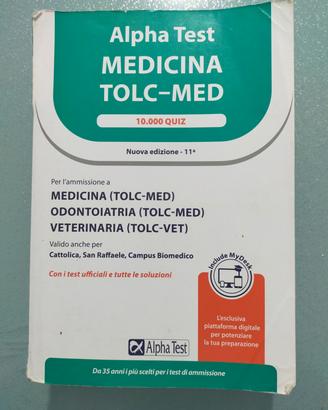 Alpha Test
MEDICINA
TOLC–MED
10.000 QUIZ
Nuova edizione - 11ª
Per l'ammissione a
MEDICINA (TOLC-MED)
ODONTOIATRIA (TOLC-MED)
VETERINARIA (TOLC-VET)
Valido anche per
Cattolica, San Raffaele, Campus Biomedico
Con i test ufficiali e tutte le soluzioni
Include MyDesk
L'esclusiva
piattaforma digitale
per potenziare
la tua preparazione
Alpha Test
Da 35 anni i più scelti per i test di ammissione